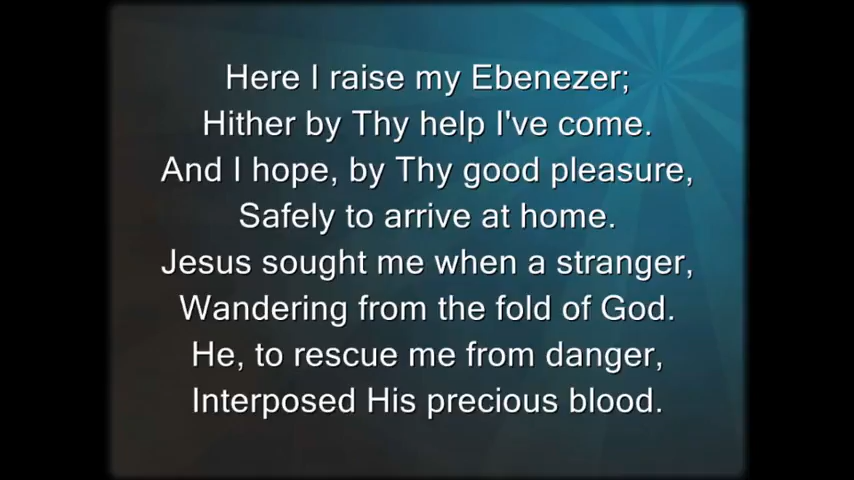 Here I raise my Ebenezer;
Hither by Thy help I've come.
And I hope, by Thy good pleasure,
Safely to arrive at home.
Jesus sought me when a stranger,
Wandering from the fold of God.
He, to rescue me from danger,
Interposed His precious blood.